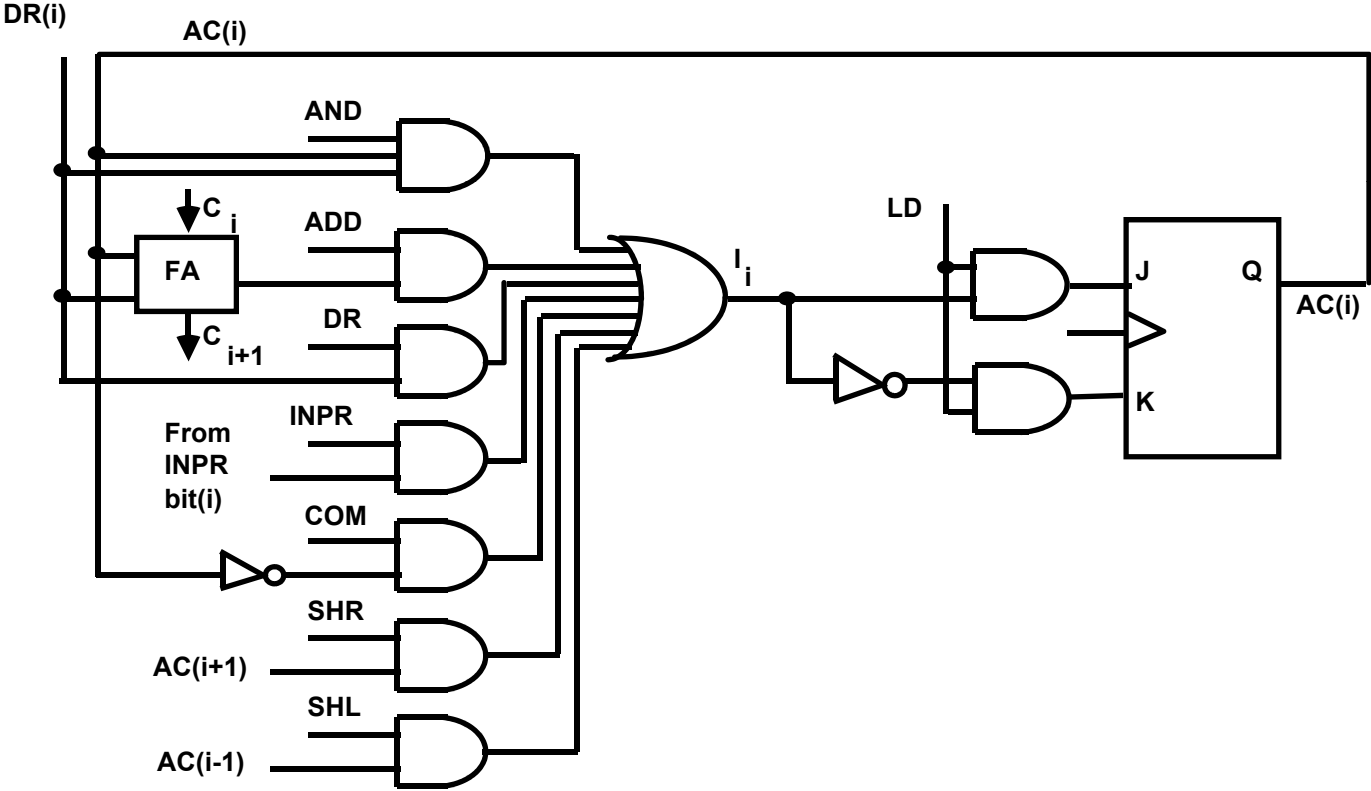 DR(i)
AC(i)
AND
C i
ADD
LD
FA
I i
J
Q
DR
AC(i)
C i+1
K
INPR
From
INPR
bit(i)
COM
SHR
AC(i+1)
SHL
AC(i-1)